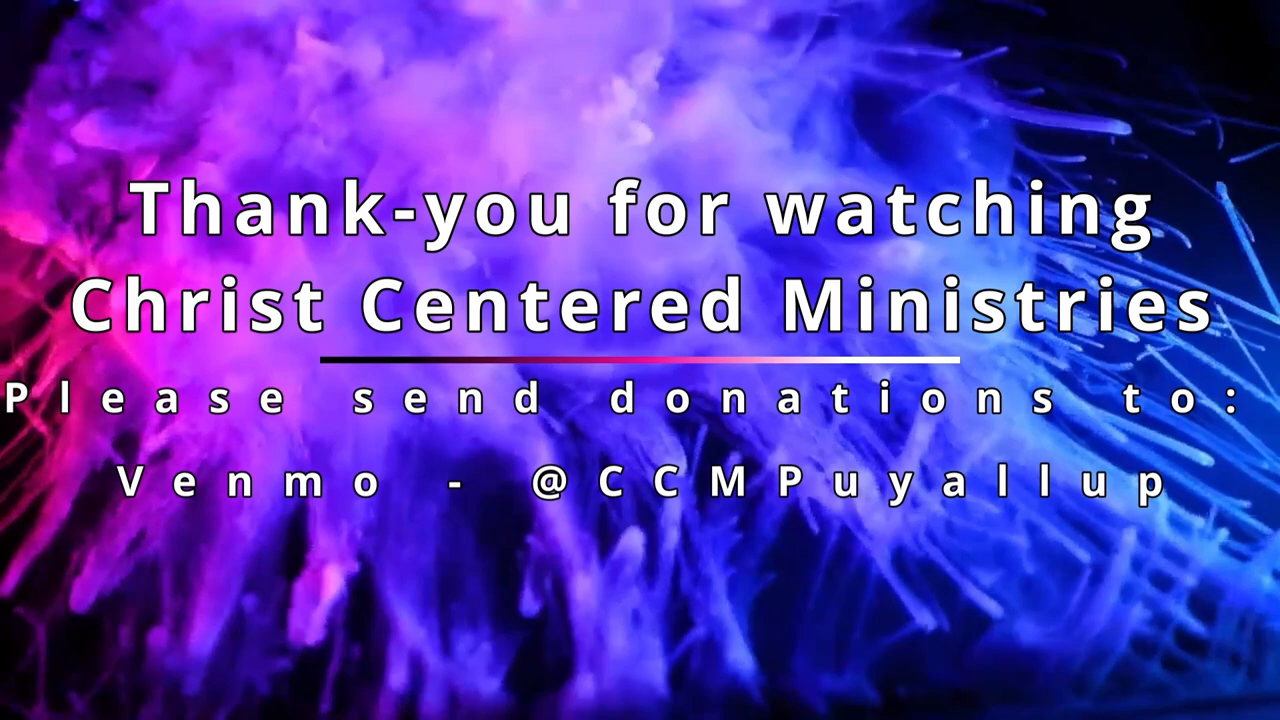 Thank-you for watching
Christ Centered Ministries
Please send donations to:
Venmo - @CCMPuyallup